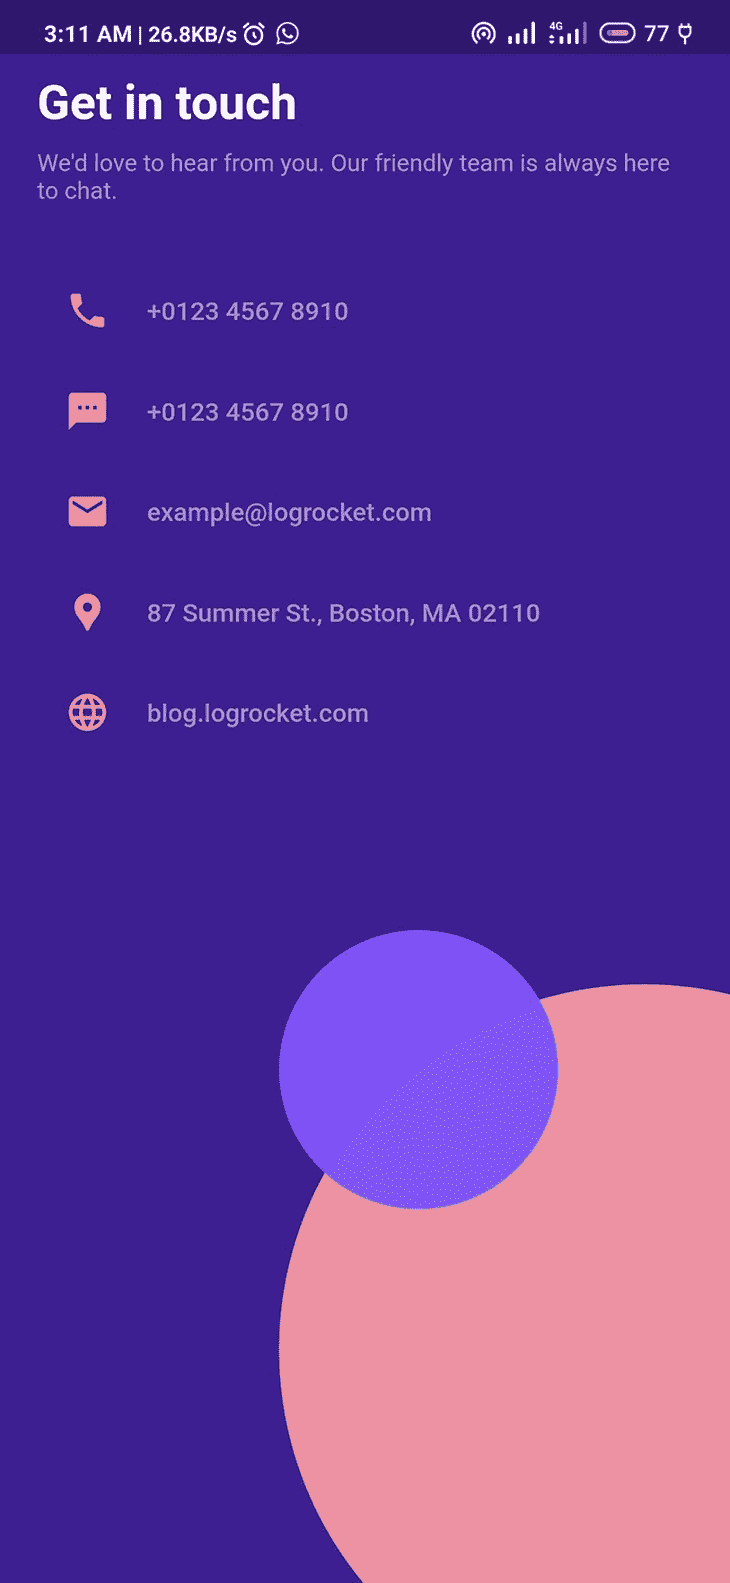 3:11 AM | 26.8KB/s 4G 77
Get in touch
We'd love to hear from you. Our friendly team is always here
to chat.
+0123 4567 8910
+0123 4567 8910
example@logrocket.com
87 Summer St., Boston, MA 02110
blog.logrocket.com